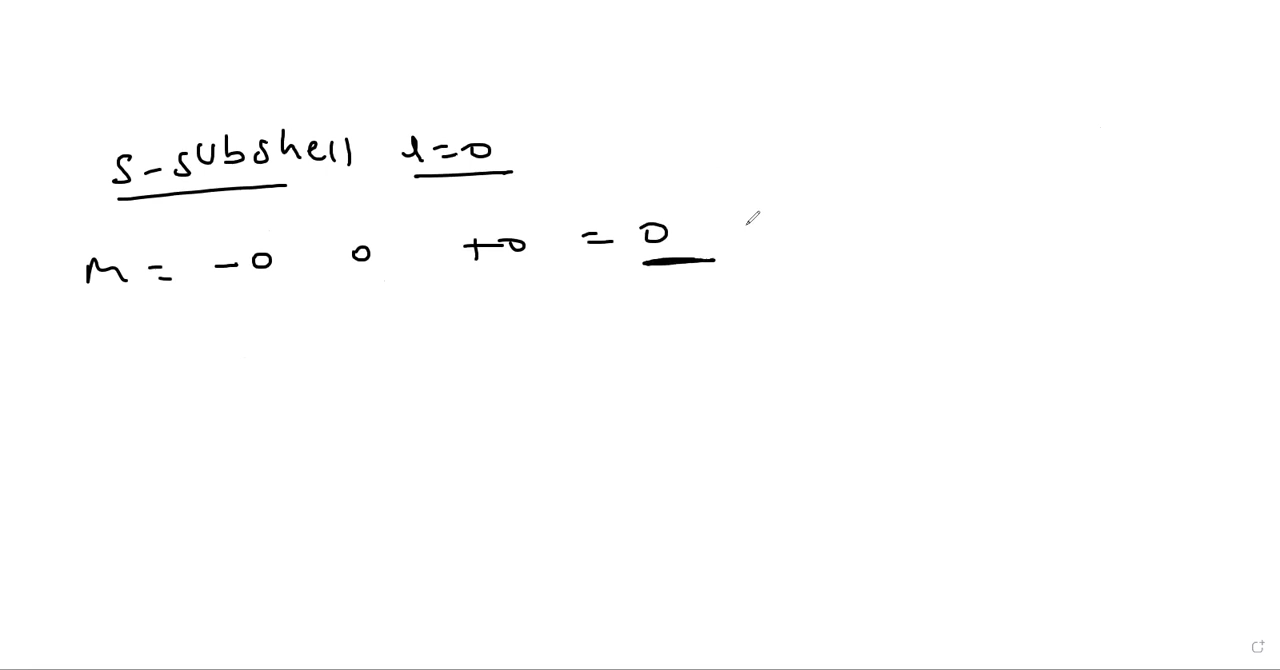 s-subshell l=0
m = -0 0 +0 = 0